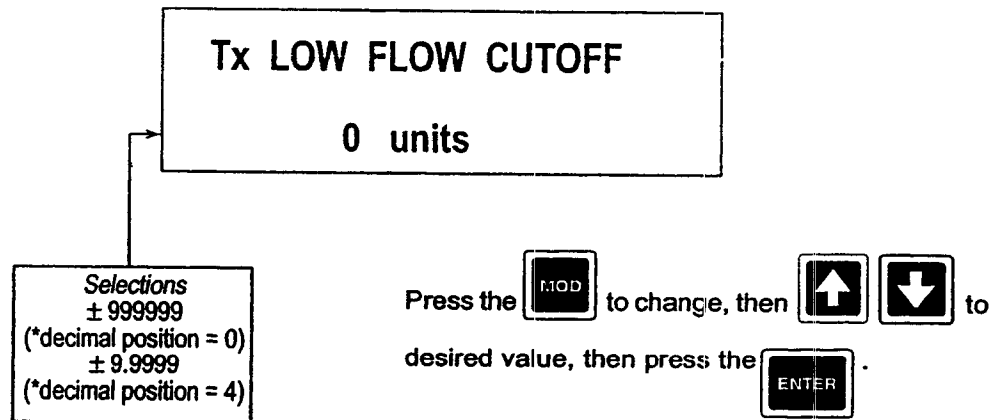 Tx LOW FLOW CUTOFF
0 units
Selections
± 999999
(*decimal position = 0)
± 9.9999
(*decimal position = 4)
Press the MOD to change, then to
desired value, then press the ENTER .